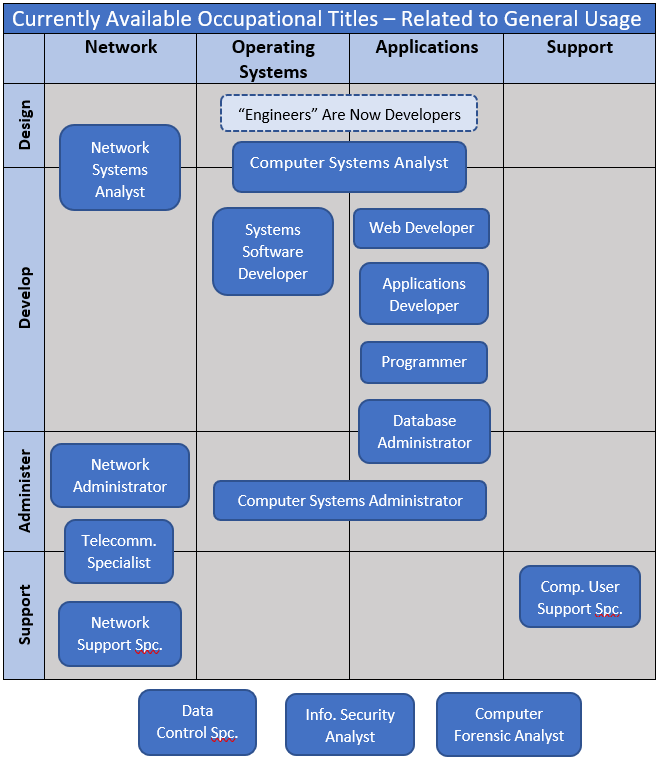 Currently Available Occupational Titles – Related to General Usage
Network
Operating
Systems
Applications
Support
Design
"Engineers" Are Now Developers
Network
Systems
Analyst
Computer Systems Analyst
Develop
Systems
Software
Developer
Web Developer
Applications
Developer
Programmer
Database
Administrator
Administer
Network
Administrator
Computer Systems Administrator
Telecomm.
Specialist
Support
Network
Support Spc.
Comp. User
Support Spc.
Data
Control Spc.
Info. Security
Analyst
Computer
Forensic Analyst